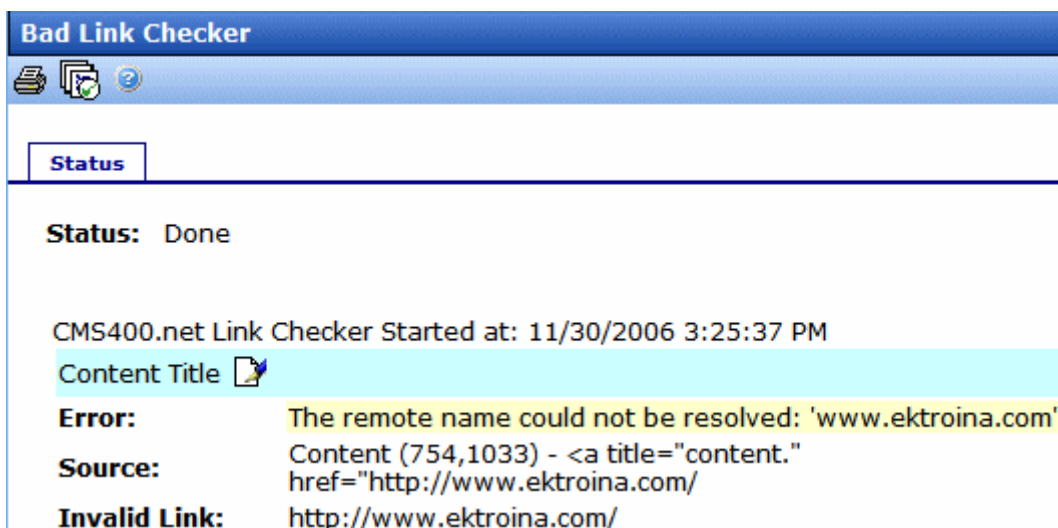 Bad Link Checker
Status
Status: Done
CMS400.net Link Checker Started at: 11/30/2006 3:25:37 PM
Content Title
Error: The remote name could not be resolved: 'www.ektroina.com'
Source: Content (754,1033) - <a title="content."
href="http://www.ektroina.com/
Invalid Link: http://www.ektroina.com/